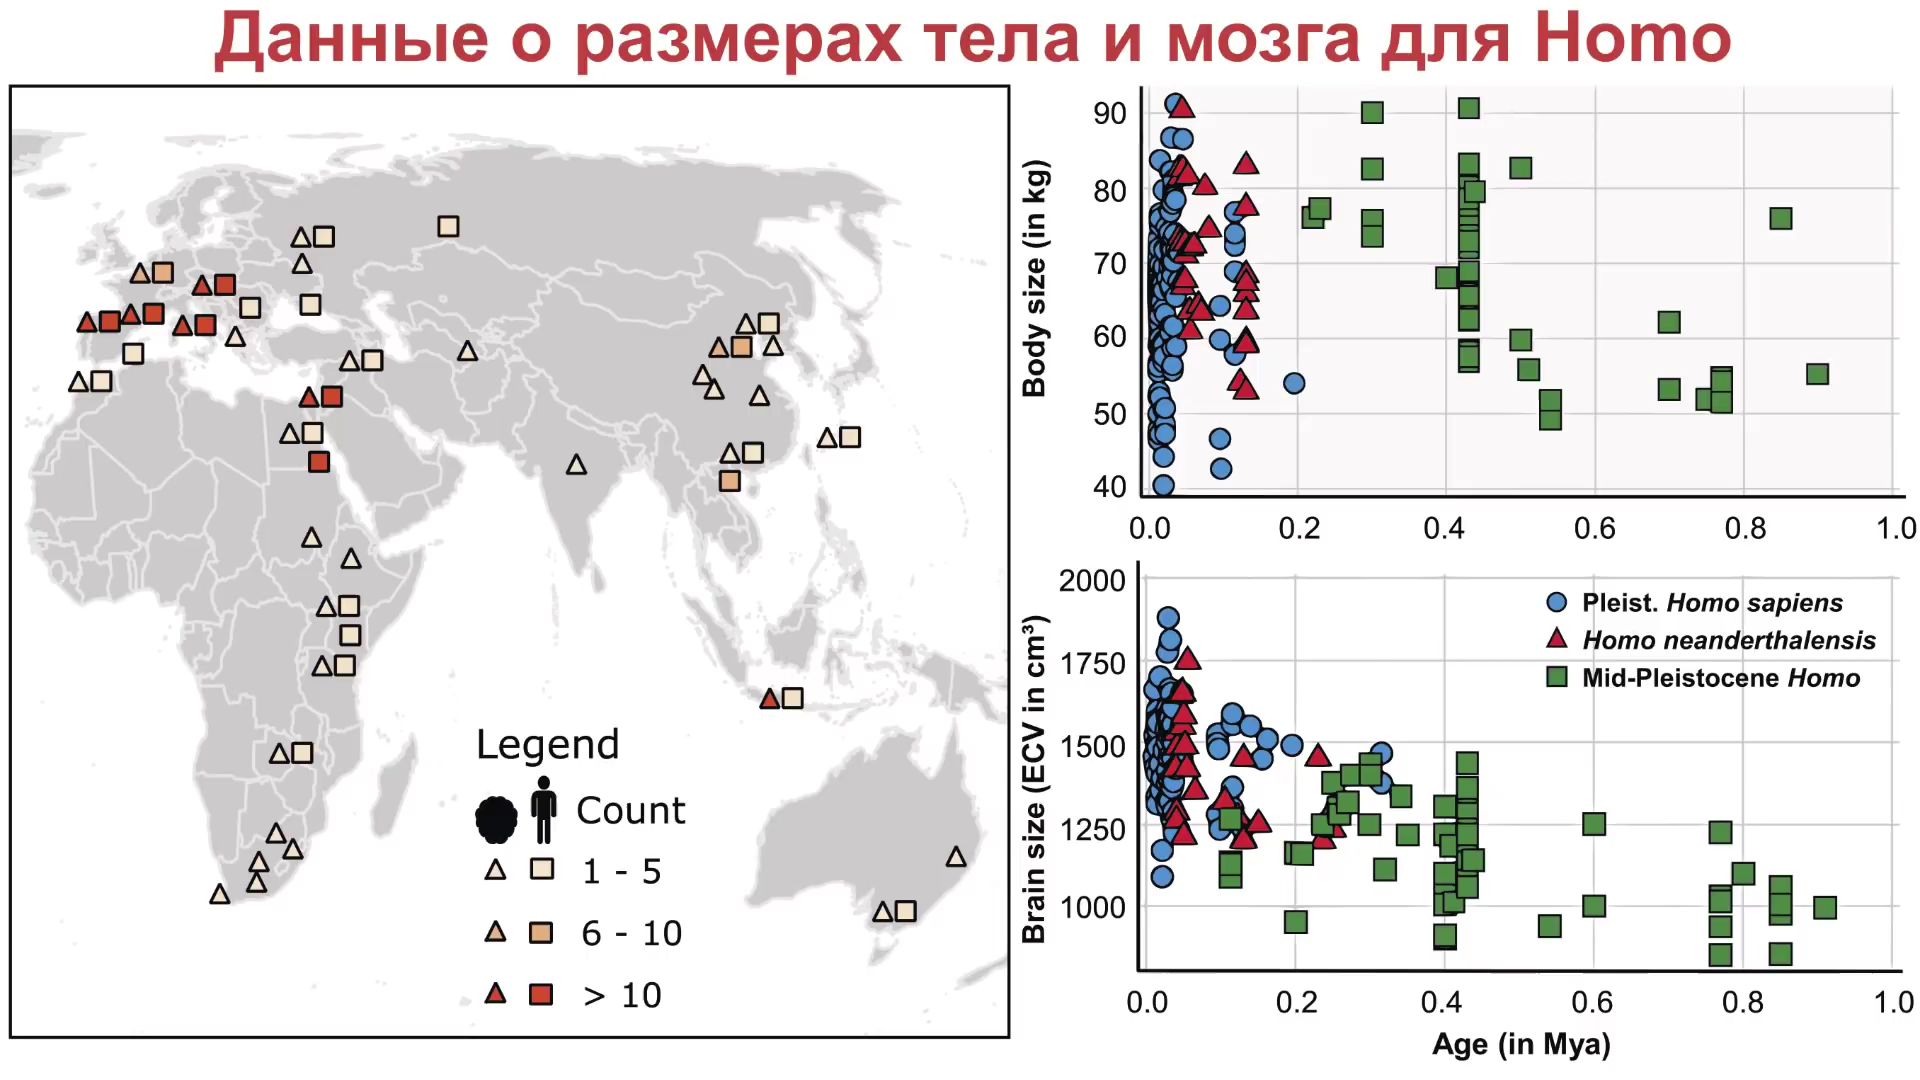 Данные о размерах тела и мозга для Homo
Legend
Count
1 - 5
6 - 10
> 10
Body size (in kg)
90
80
70
60
50
40
0.0 0.2 0.4 0.6 0.8 1.0
Brain size (ECV in cm³)
2000
1750
1500
1250
1000
Pleist. Homo sapiens
Homo neanderthalensis
Mid-Pleistocene Homo
0.0 0.2 0.4 0.6 0.8 1.0
Age (in Mya)